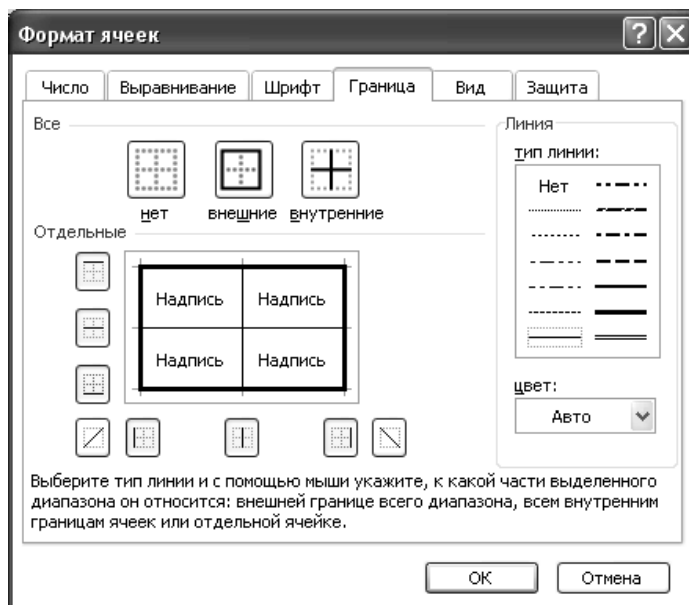 Формат ячеек
Число Выравнивание Шрифт Граница Вид Защита
Все
нет внешние внутренние
Отдельные
Надпись Надпись
Надпись Надпись
Линия
тип линии:
Нет
цвет:
Авто
Выберите тип линии и с помощью мыши укажите, к какой части выделенного
диапазона он относится: внешней границе всего диапазона, всем внутренним
границам ячеек или отдельной ячейке.
ОК Отмена